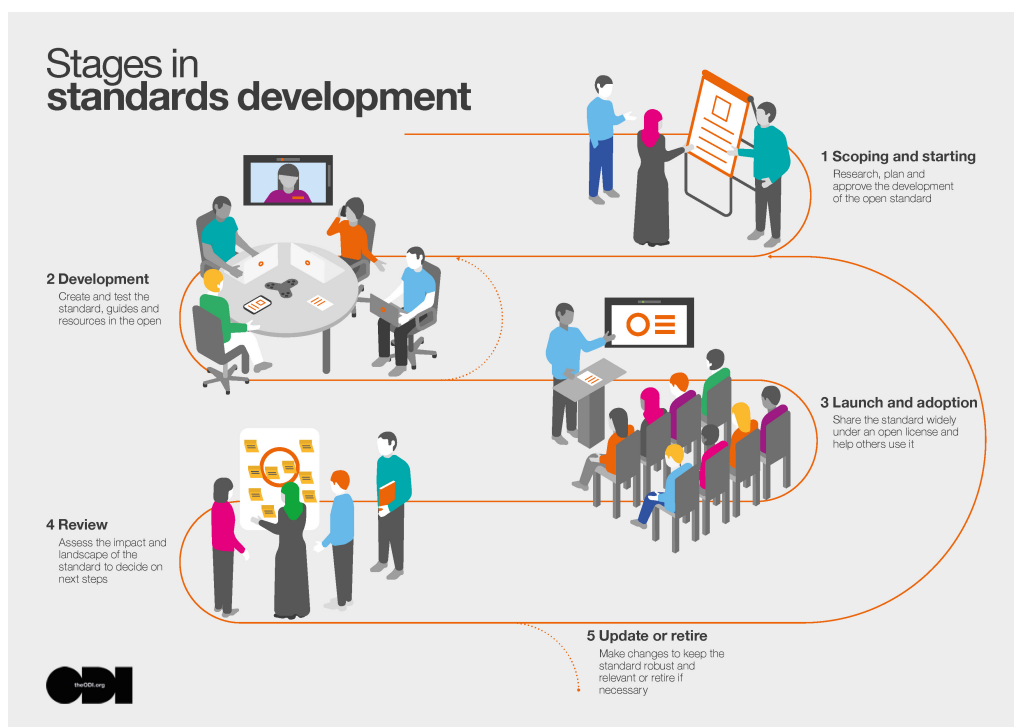 Stages in
standards development
1 Scoping and starting
Research, plan and
approve the development
of the open standard
2 Development
Create and test the
standard, guides and
resources in the open
3 Launch and adoption
Share the standard widely
under an open license and
help others use it
4 Review
Assess the impact and
landscape of the
standard to decide on
next steps
5 Update or retire
Make changes to keep the
standard robust and
relevant or retire if
necessary
ODI
theODI.org